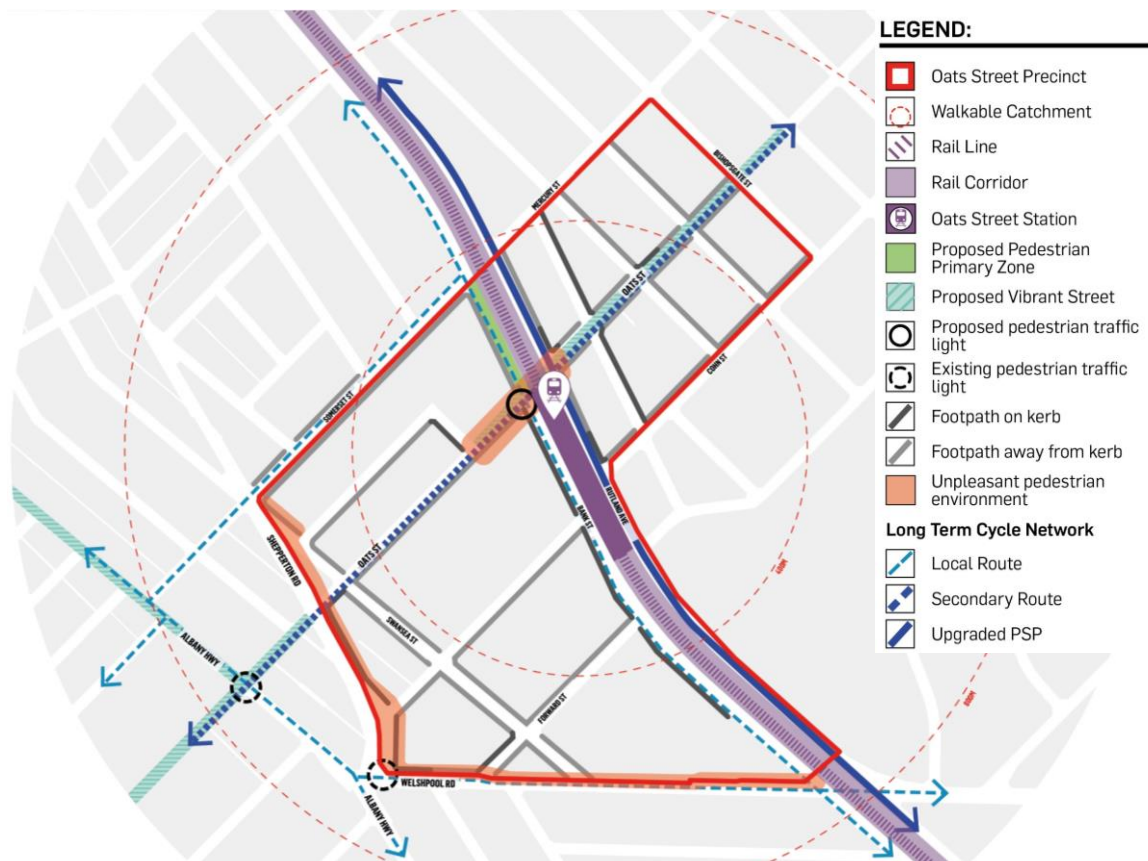 LEGEND:
Oats Street Precinct
Walkable Catchment
Rail Line
Rail Corridor
Oats Street Station
Proposed Pedestrian
Primary Zone
Proposed Vibrant Street
Proposed pedestrian traffic
light
Existing pedestrian traffic
light
Footpath on kerb
Footpath away from kerb
Unpleasant pedestrian
environment
Long Term Cycle Network
Local Route
Secondary Route
Upgraded PSP
MERCURY ST
BISHOPSGATE ST
OATS ST
COHN ST
SOMERSET ST
SHEPPERTON RD
OATS ST
BANK ST
RUTLAND AVE
SWANSEA ST
FORWARD ST
ALBANY HWY
WELSHPOOL RD
ALBANY HWY
400M
800M